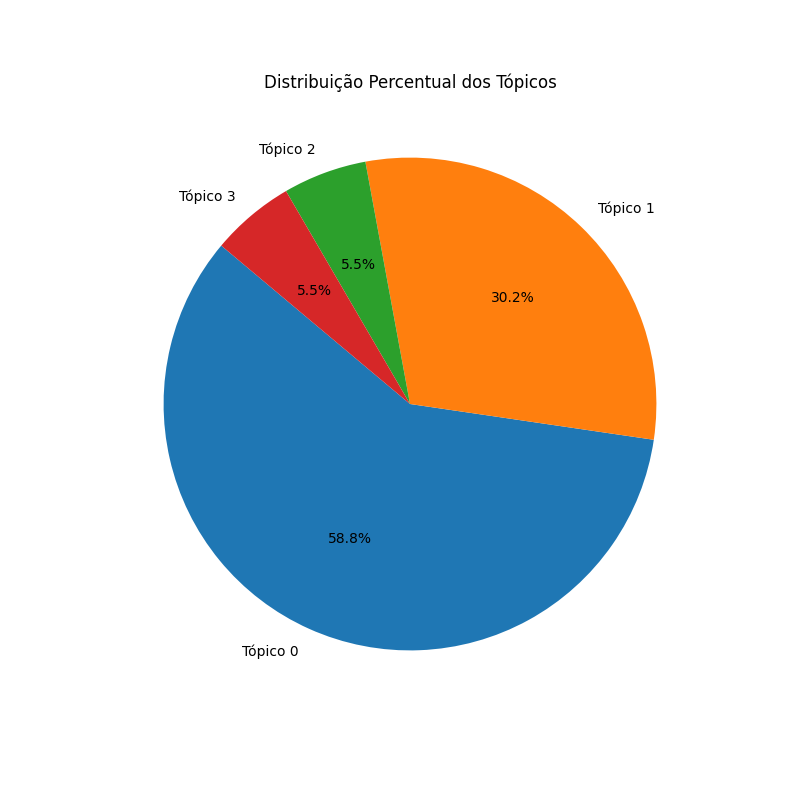 Distribuição Percentual dos Tópicos
Tópico 2
Tópico 3
Tópico 1
5.5%
5.5%
30.2%
58.8%
Tópico 0